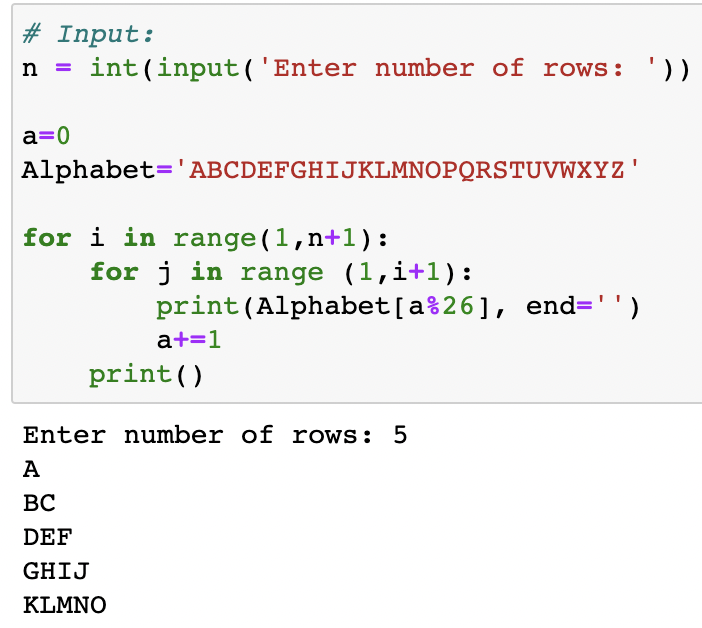 # Input:
n = int(input('Enter number of rows: '))
a=0
Alphabet='ABCDEFGHIJKLMNOPQRSTUVWXYZ'
for i in range(1,n+1):
    for j in range (1,i+1):
        print(Alphabet[a%26], end='')
        a+=1
    print()
Enter number of rows: 5
A
BC
DEF
GHIJ
KLMNO